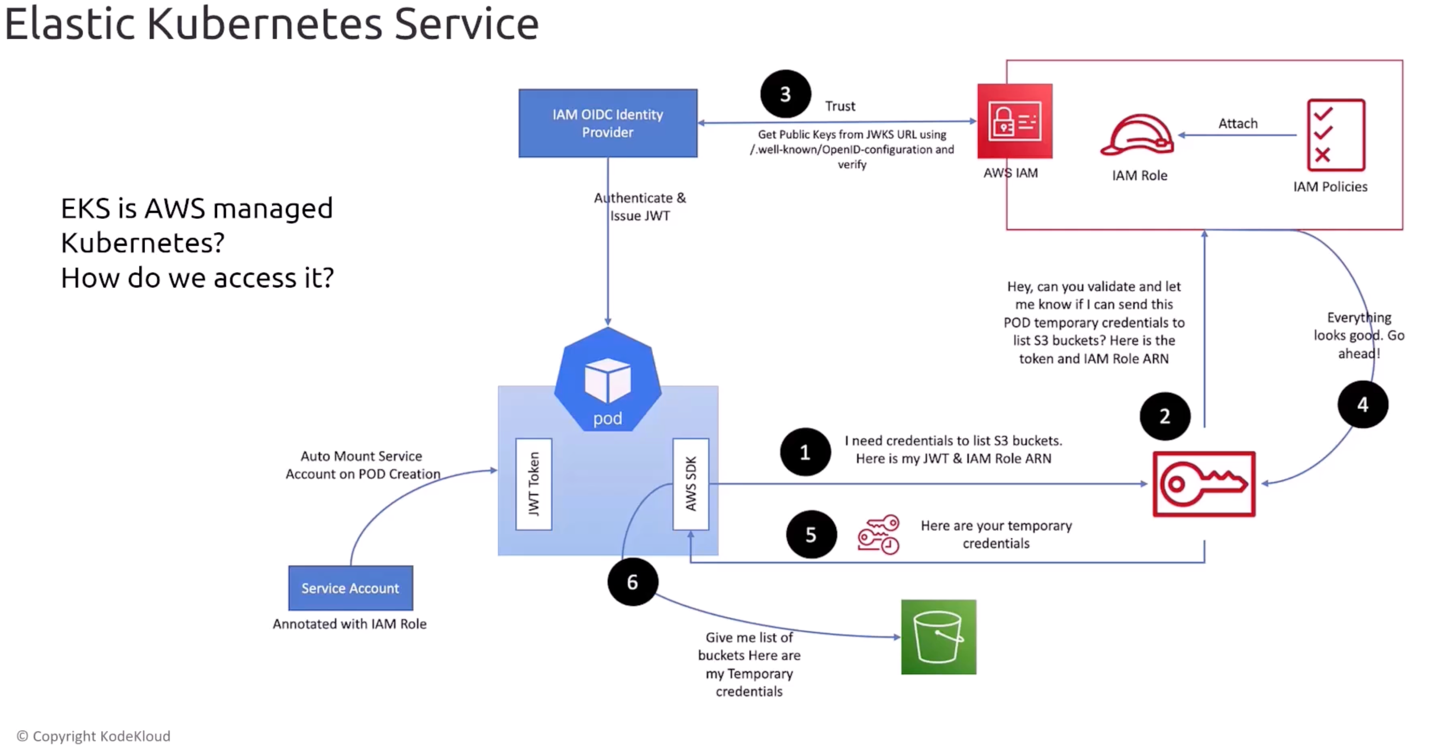 Elastic Kubernetes Service
EKS is AWS managed
Kubernetes?
How do we access it?
IAM OIDC Identity
Provider
3
Trust
Get Public Keys from JWKS URL using
/.well-known/OpenID-configuration and
verify
AWS IAM
IAM Role
Attach
IAM Policies
Authenticate &
Issue JWT
Hey, can you validate and let
me know if I can send this
POD temporary credentials to
list S3 buckets? Here is the
token and IAM Role ARN
Everything
looks good. Go
ahead!
4
2
pod
JWT Token
AWS SDK
Auto Mount Service
Account on POD Creation
1
I need credentials to list S3 buckets.
Here is my JWT & IAM Role ARN
5
Here are your temporary
credentials
Service Account
Annotated with IAM Role
6
Give me list of
buckets Here are
my Temporary
credentials
© Copyright KodeKloud